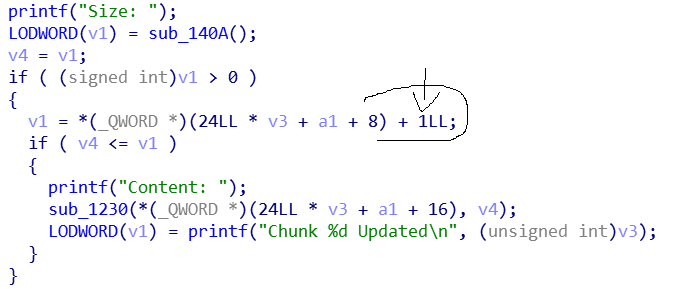 printf("Size: ");
LODWORD(v1) = sub_140A();
v4 = v1;
if ( (signed int)v1 > 0 )
{
v1 = *(_QWORD *)(24LL * v3 + a1 + 8) + 1LL;
if ( v4 <= v1 )
{
printf("Content: ");
sub_1230(*(_QWORD *)(24LL * v3 + a1 + 16), v4);
LODWORD(v1) = printf("Chunk %d Updated\n", (unsigned int)v3);
}
}